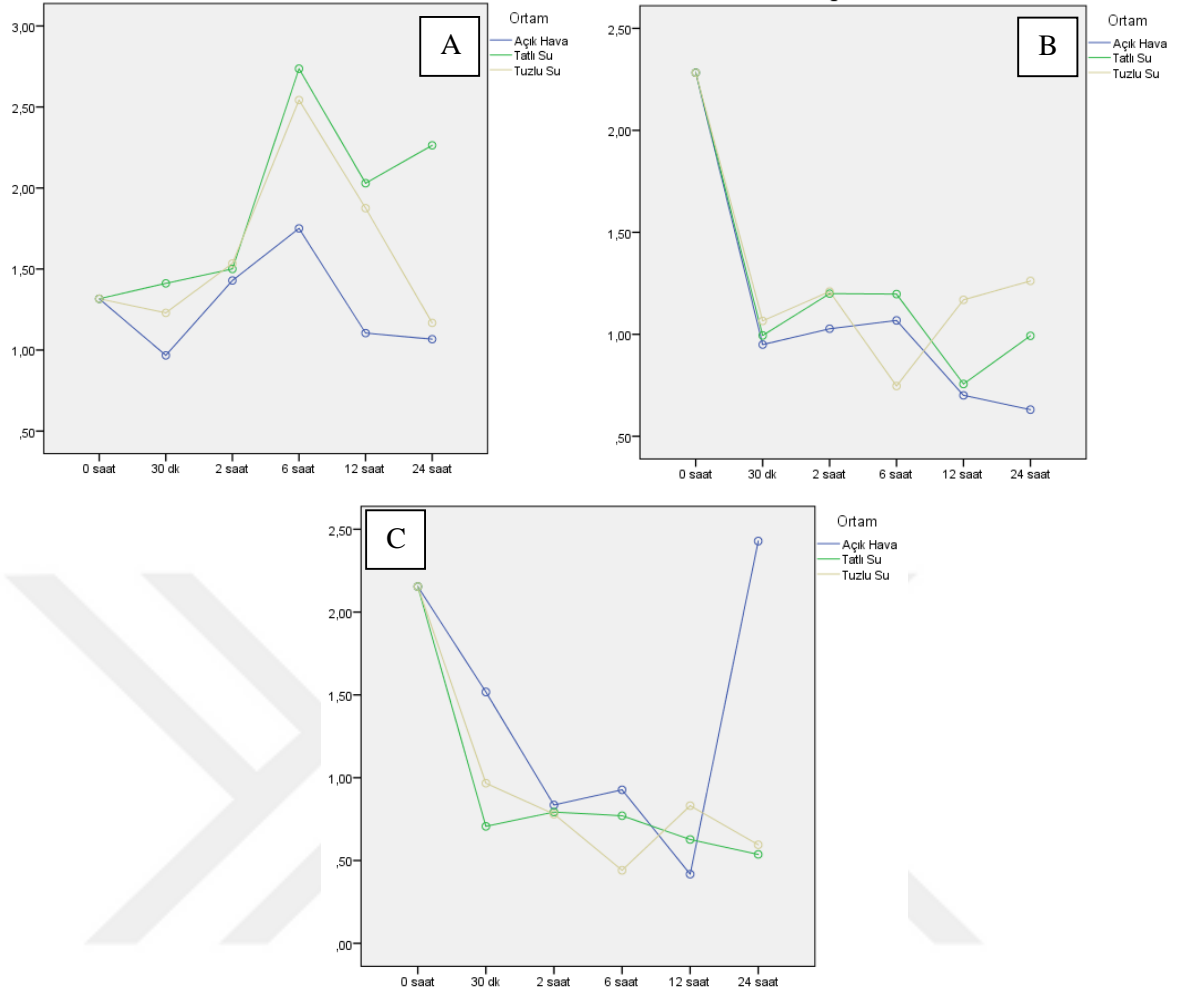 A
Ortam
Açık Hava
Tatlı Su
Tuzlu Su
3,00
2,50
2,00
1,50
1,00
,50
0 saat 30 dk 2 saat 6 saat 12 saat 24 saat
B
Ortam
Açık Hava
Tatlı Su
Tuzlu Su
2,50
2,00
1,50
1,00
,50
0 saat 30 dk 2 saat 6 saat 12 saat 24 saat
C
Ortam
Açık Hava
Tatlı Su
Tuzlu Su
2,50
2,00
1,50
1,00
,50
,00
0 saat 30 dk 2 saat 6 saat 12 saat 24 saat